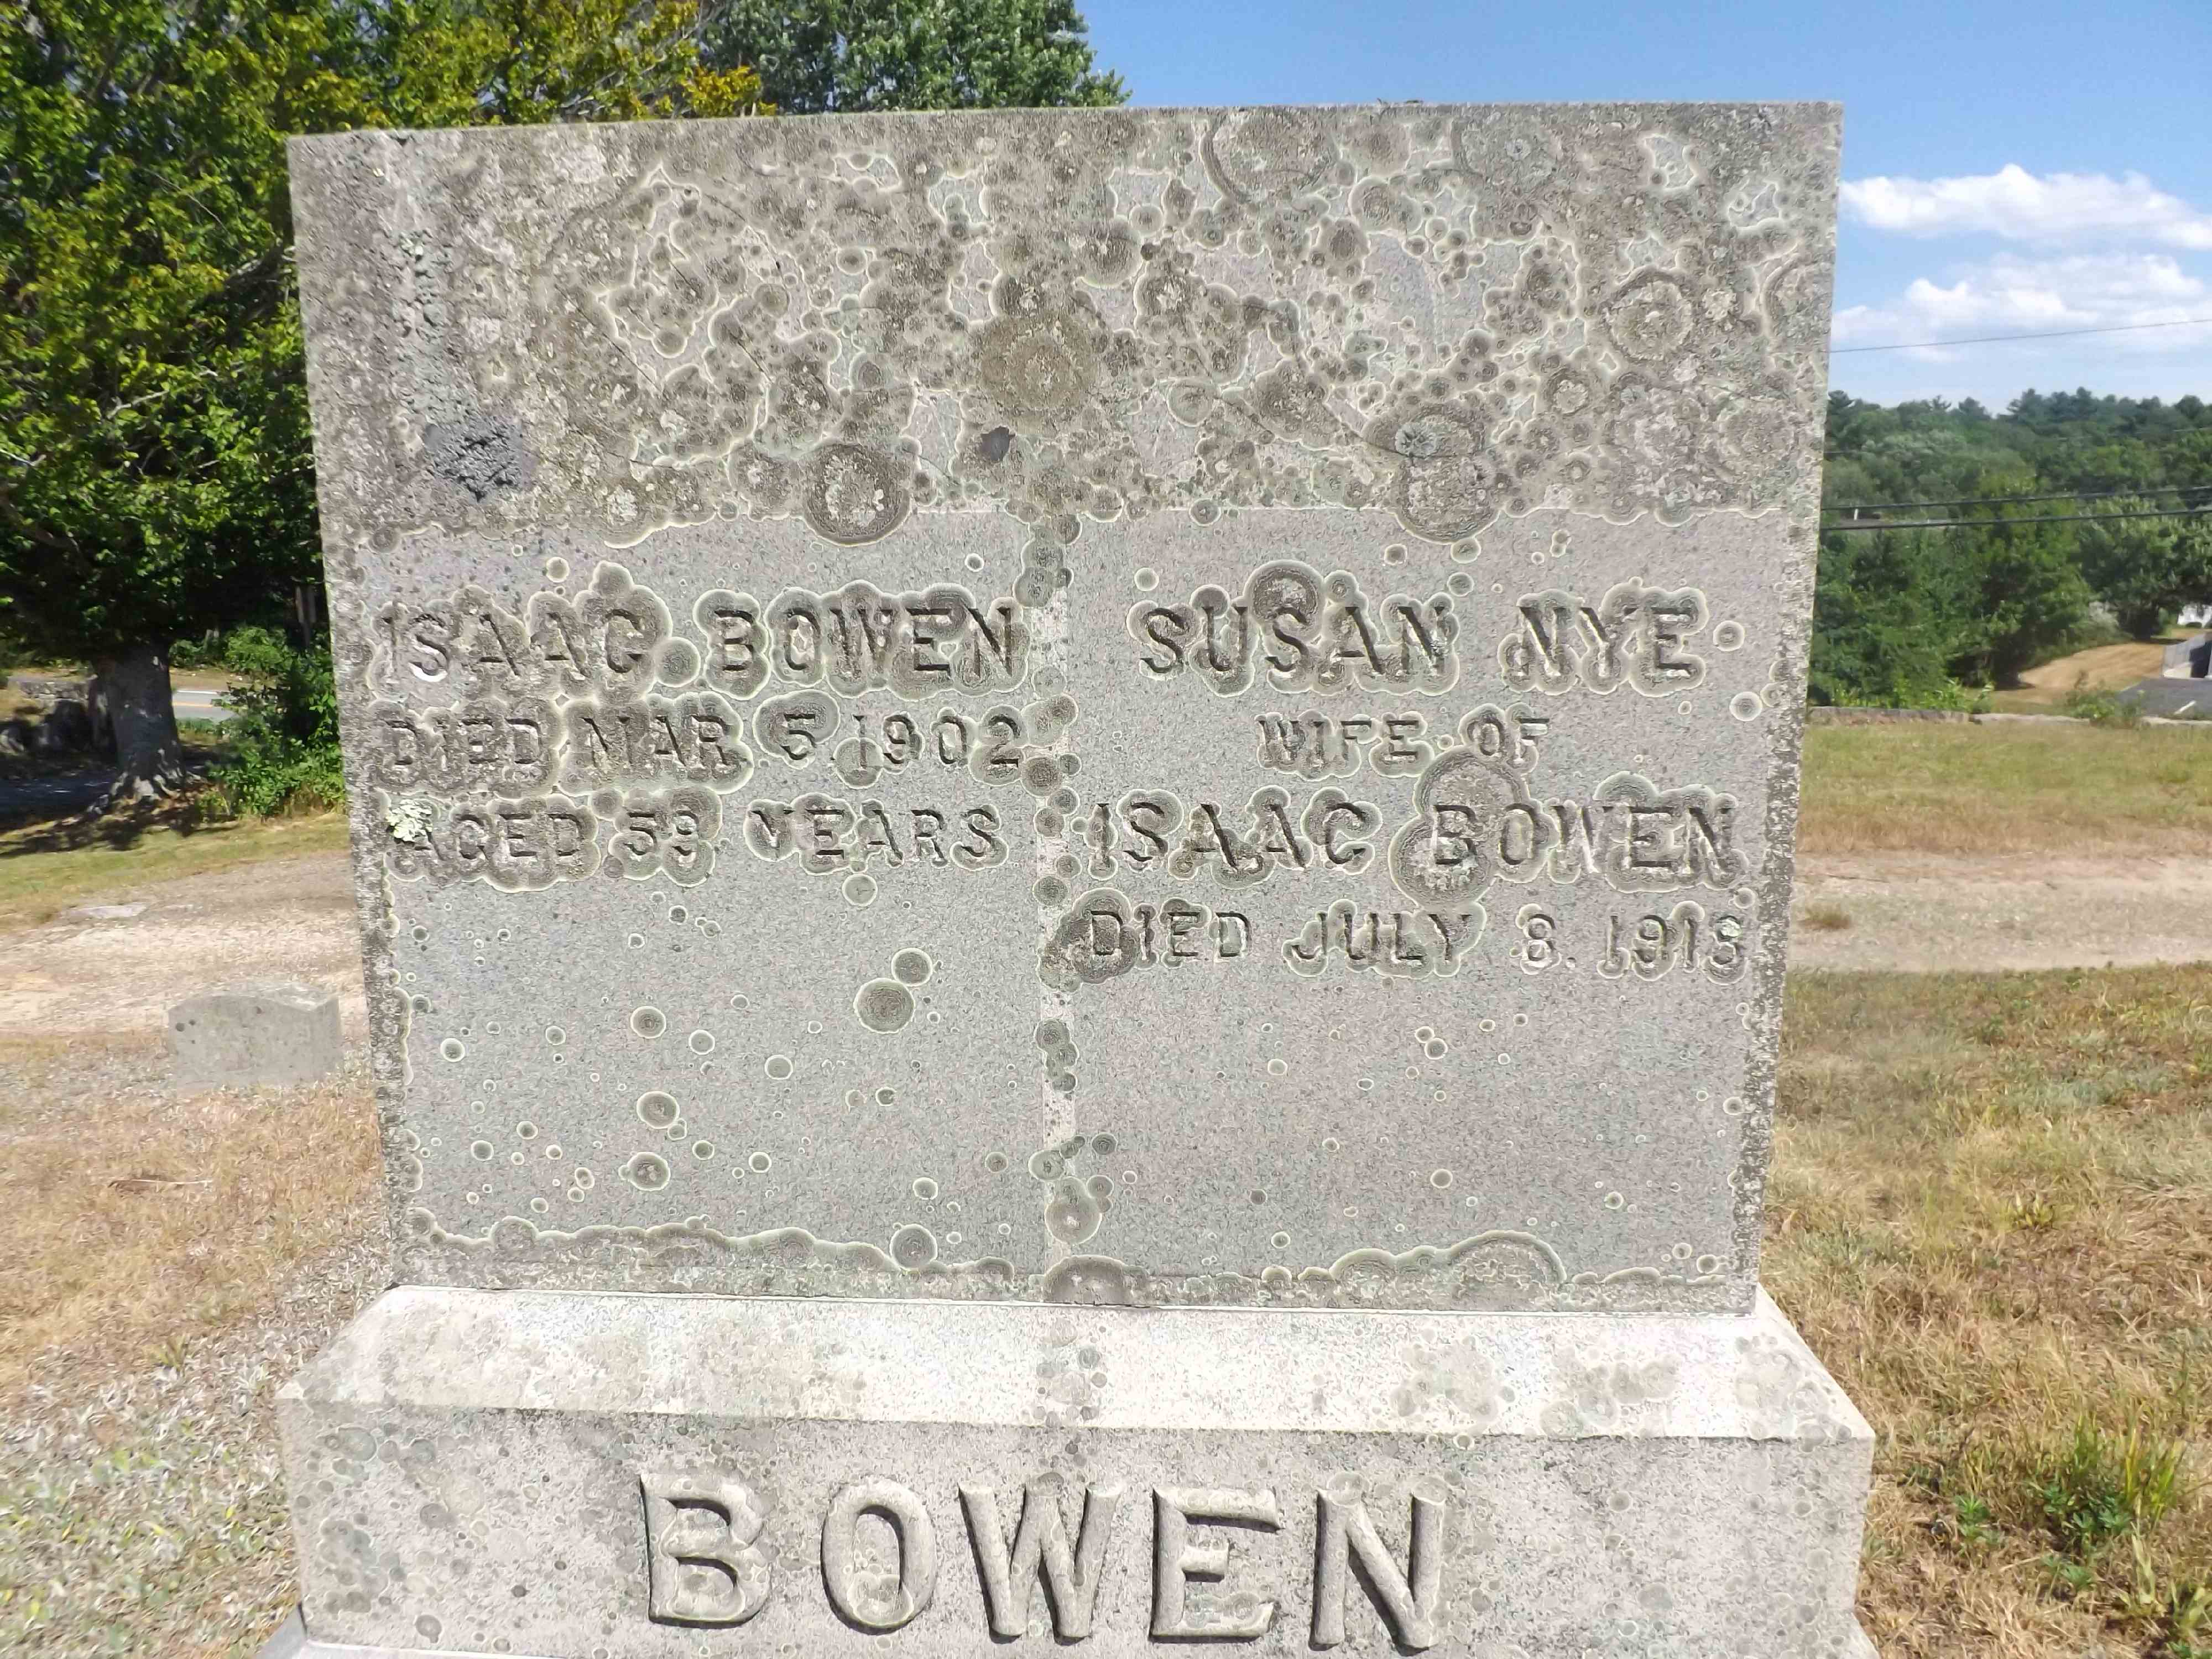 ISAAC BOWEN
DIED MAR. 5. 1902
AGED 59 YEARS
SUSAN NYE
WIFE OF
ISAAC BOWEN
DIED JULY 8. 1913
BOWEN